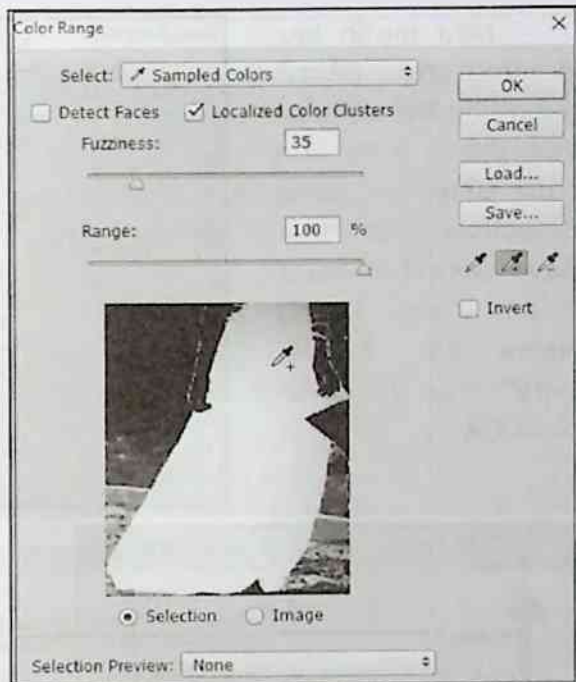 Color Range
Select: Sampled Colors
OK
Detect Faces Localized Color Clusters
Cancel
Fuzziness: 35
Load...
Save...
Range: 100 %
Invert
Selection Image
Selection Preview: None